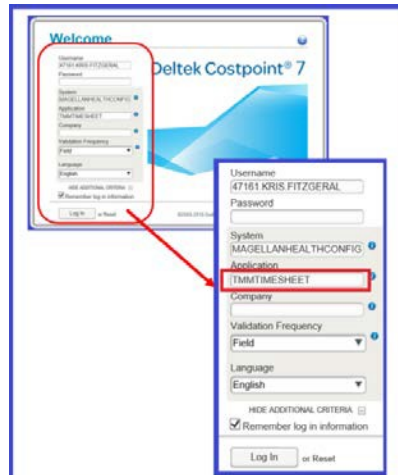 Welcome
Deltek Costpoint® 7
Username
47161.KRIS.FITZGERAL
Password
System
MAGELLANHEALTHCONFIG
Application
TMMTIMESHEET
Company
Validation Frequency
Field
Language
English
HIDE ADDITIONAL CRITERIA
Remember log in information
Log In or Reset
Username
47161.KRIS.FITZGERAL
Password
System
MAGELLANHEALTHCONFIG
Application
TMMTIMESHEET
Company
Validation Frequency
Field
Language
English
HIDE ADDITIONAL CRITERIA
Remember log in information
Log In or Reset